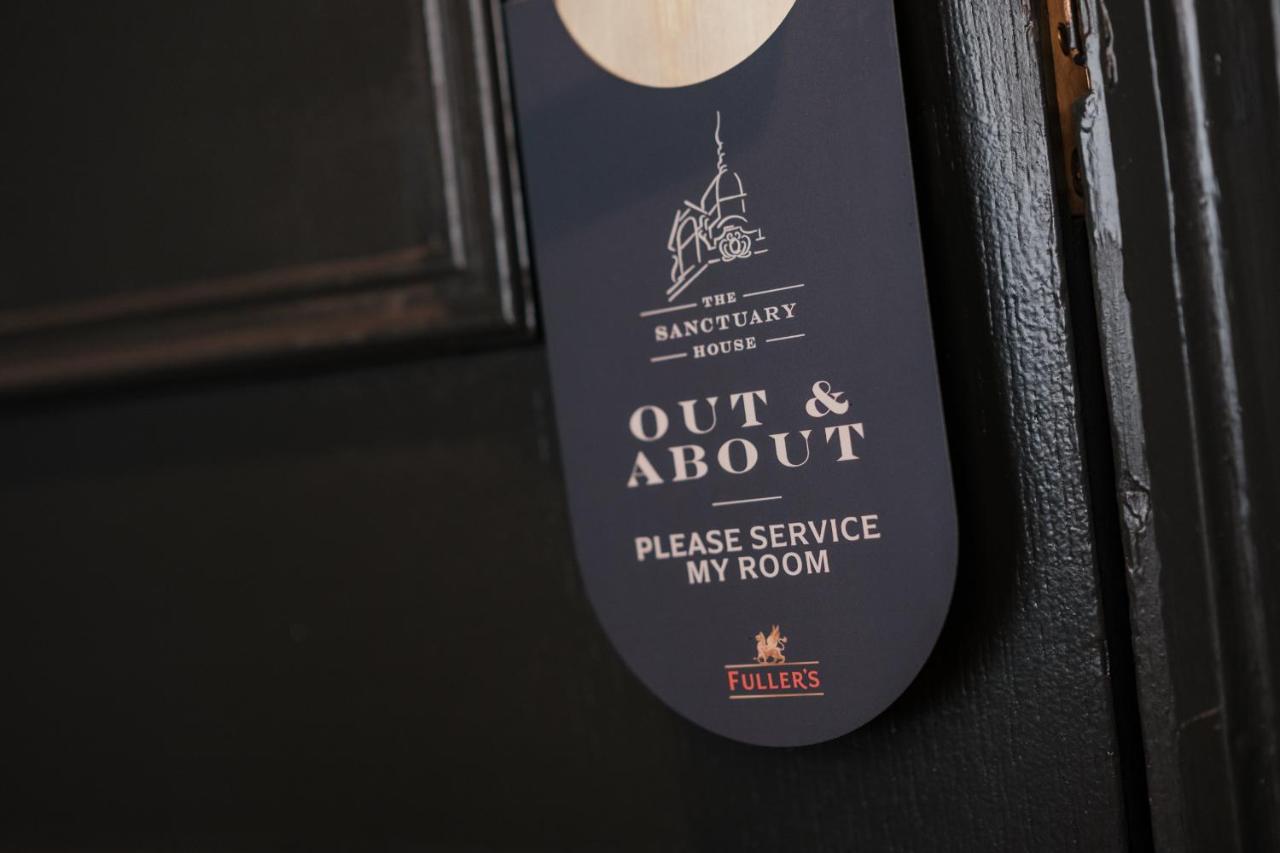 THE
SANCTUARY
HOUSE
OUT &
ABOUT
PLEASE SERVICE
MY ROOM
FULLER'S